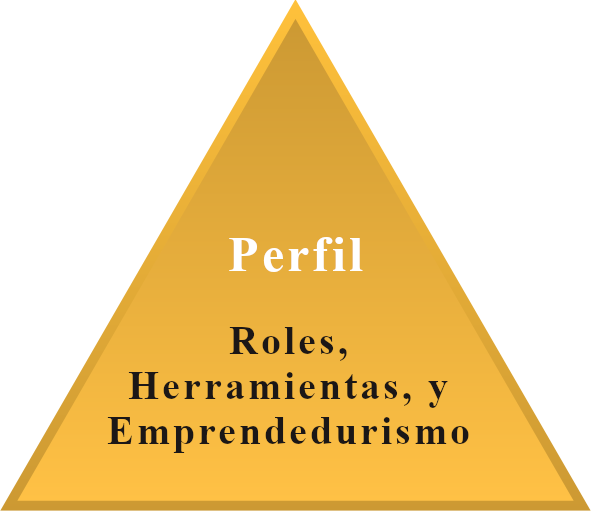 Perfil
Roles,
Herramientas, y
Emprendedurismo